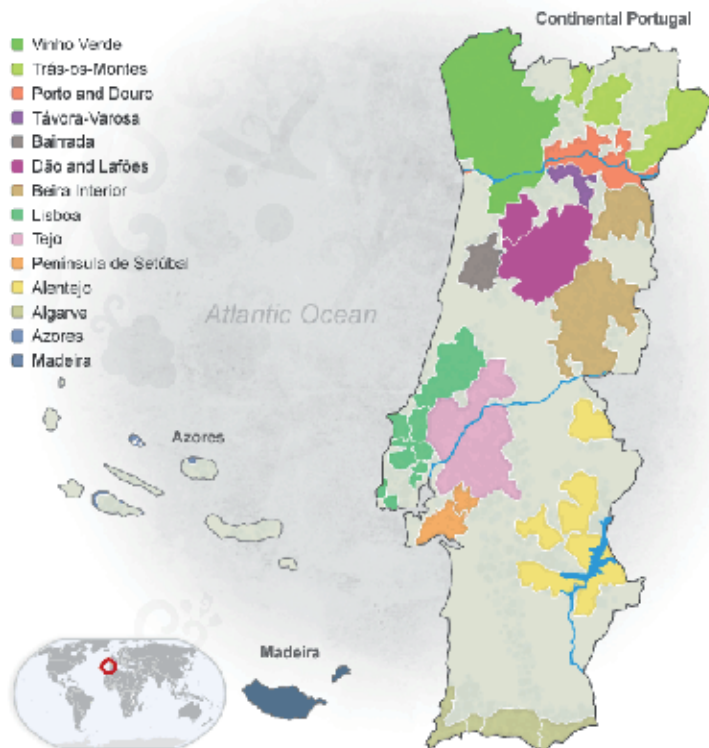 Continental Portugal
Vinho Verde
Trás-os-Montes
Porto and Douro
Távora-Varosa
Bairrada
Dão and Lafões
Beira Interior
Lisboa
Tejo
Península de Setúbal
Alentejo
Algarve
Azores
Madeira
Atlantic Ocean
Azores
Madeira